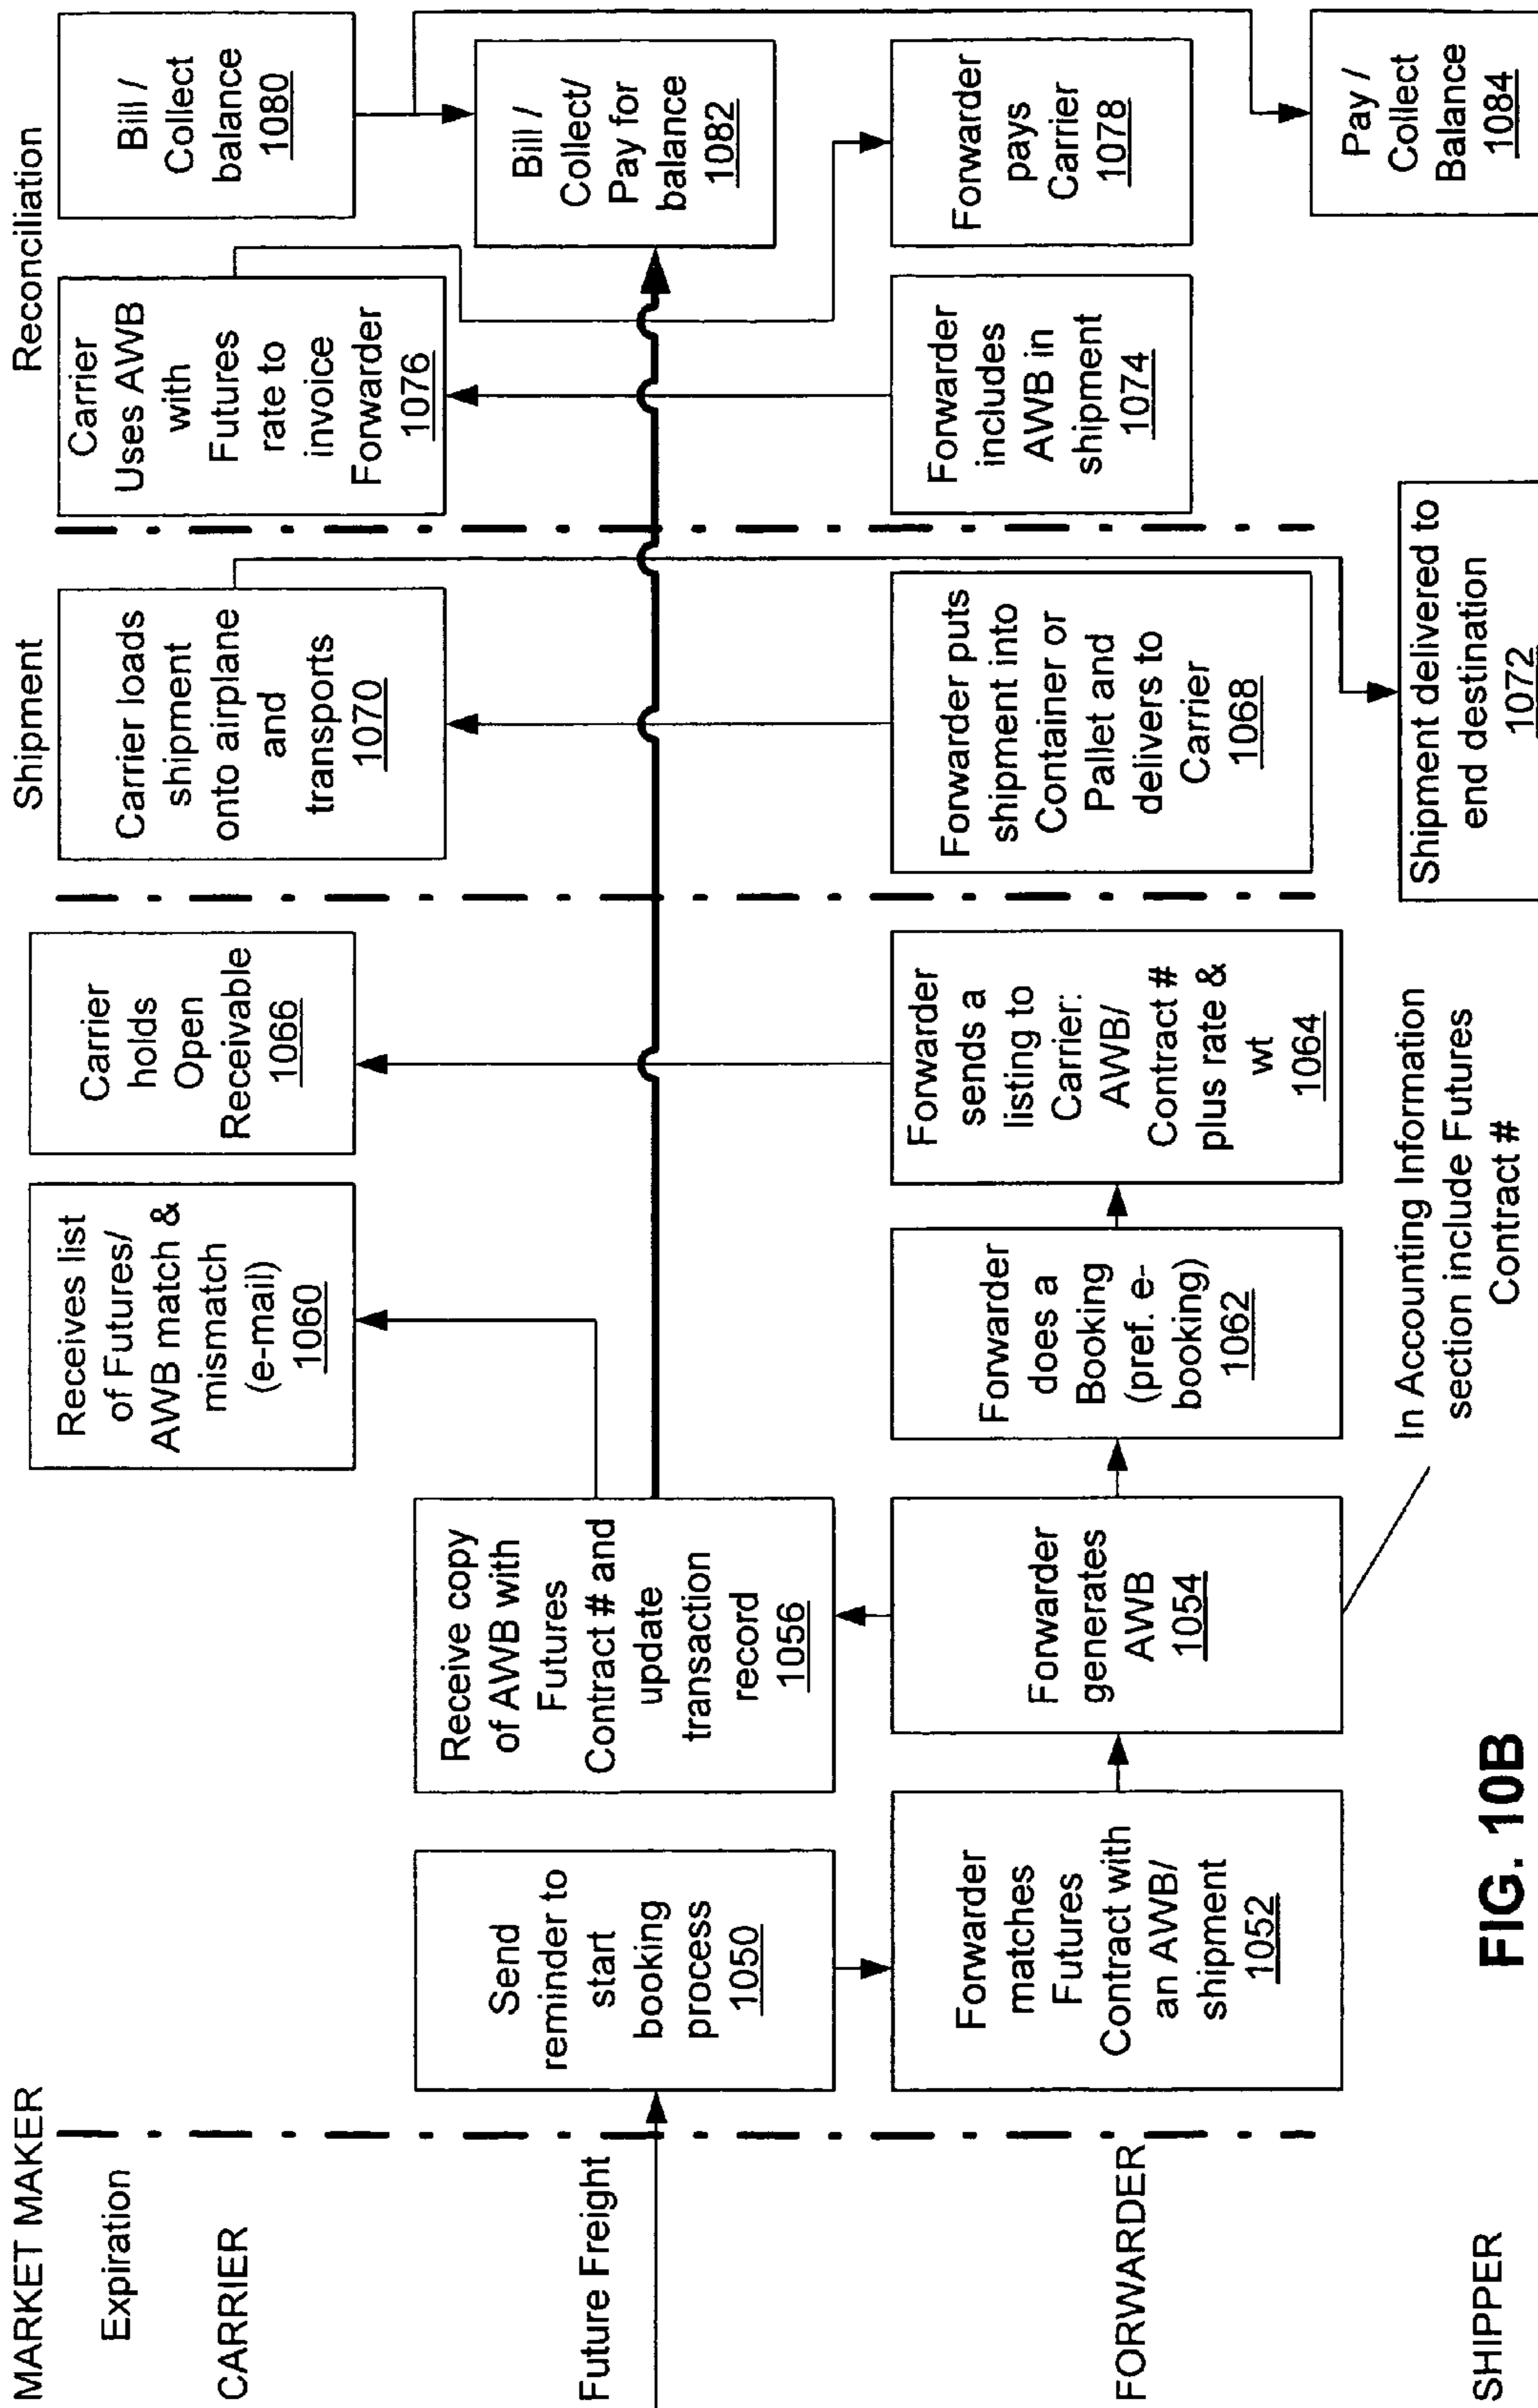 MARKET MAKER
Expiration
CARRIER
Future Freight
FORWARDER
SHIPPER
Send
reminder to
start
booking
process
1050
Forwarder
matches
Futures
Contract with
an AWB/
shipment
1052
Receive copy
of AWB with
Futures
Contract # and
update
transaction
record
1056
Forwarder
generates
AWB
1054
In Accounting Information
section include Futures
Contract #
Receives list
of Futures/
AWB match &
mismatch
(e-mail)
1060
Forwarder
does a
Booking
(pref. e-
booking)
1062
Carrier
holds
Open
Receivable
1066
Forwarder
sends a
listing to
Carrier:
AWB/
Contract #
plus rate &
wt
1064
Shipment
Carrier loads
shipment
onto airplane
and
transports
1070
Forwarder puts
shipment into
Container or
Pallet and
delivers to
Carrier
1068
Shipment delivered to
end destination
1072
Reconciliation
Carrier
Uses AWB
with
Futures
rate to
invoice
Forwarder
1076
Forwarder
includes
AWB in
shipment
1074
Bill /
Collect
balance
1080
Bill /
Collect/
Pay for
balance
1082
Forwarder
pays
Carrier
1078
Pay /
Collect
Balance
1084
FIG. 10B